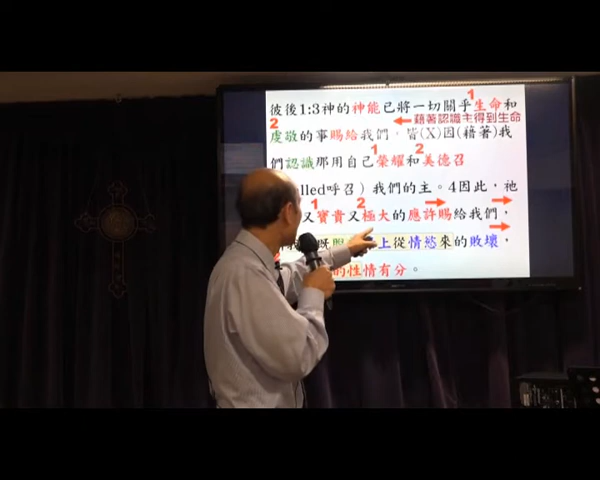 彼後1:3神的神能已將一切關乎生命和
1
藉著認識主得到生命
2
虔敬的事賜給我們，皆(X)因(藉著)我
1 2
們認識那用自己榮耀和美德召
lled呼召）我們的主。4因此，祂
1 2
又寶貴又極大的應許賜給我們，
既脫 上從情慾來的敗壞，
的性情有分。